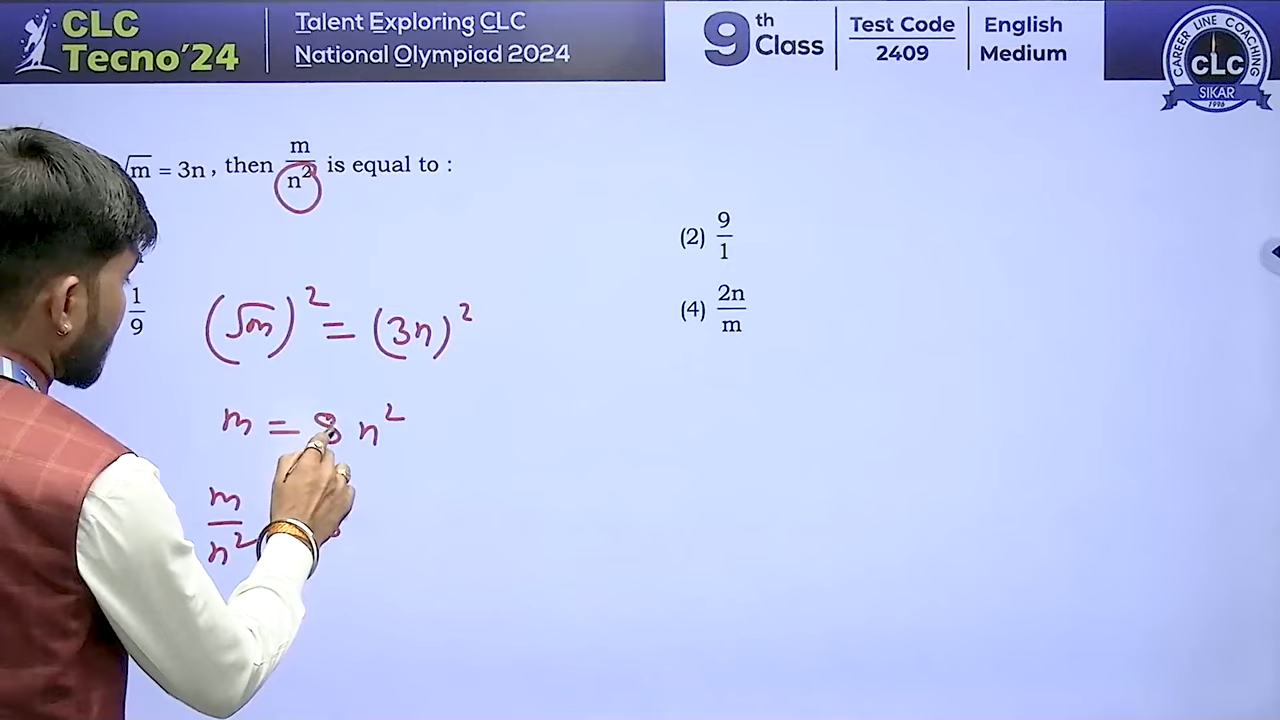 CLC
Tecno'24
Talent Exploring CLC
National Olympiad 2024
9th Class
Test Code
2409
English
Medium
CAREER LINE COACHING
CLC
SIKAR
1996
√m = 3n, then m/n² is equal to :
(2) 9/1
1/9
(4) 2n/m
(√m)² = (3n)²
m = 8 n²
m/n²